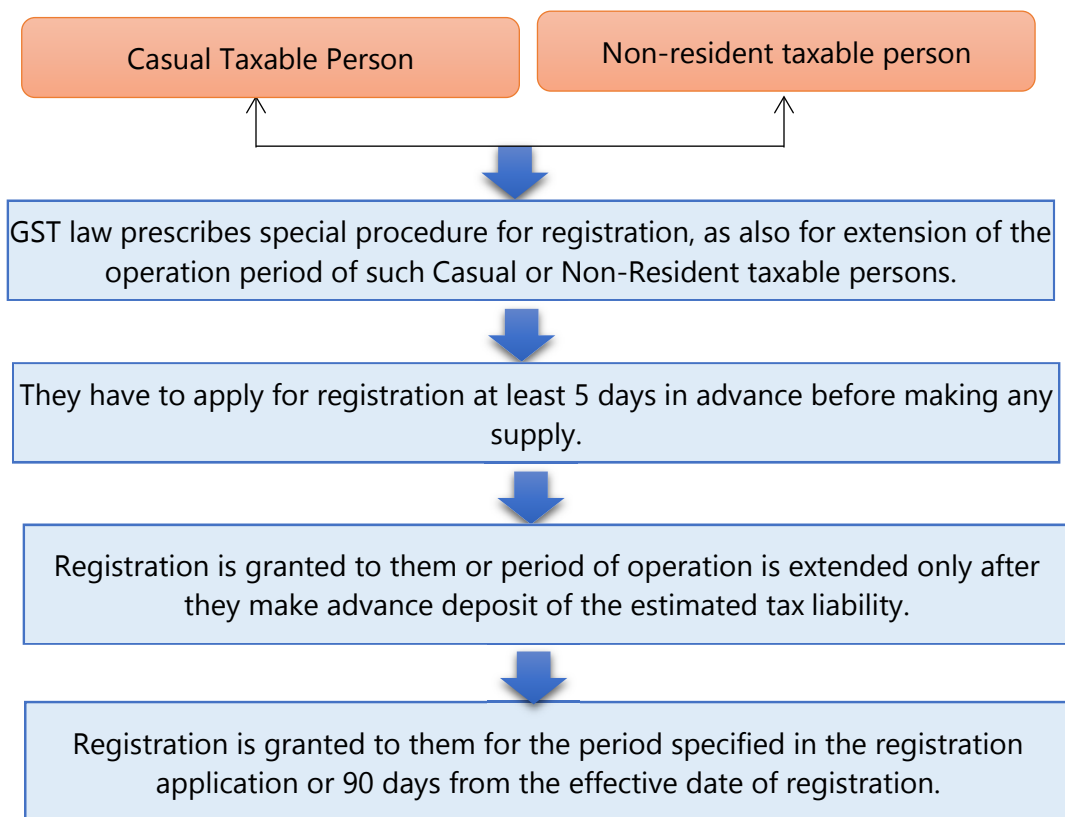 Casual Taxable Person
Non-resident taxable person
GST law prescribes special procedure for registration, as also for extension of the
operation period of such Casual or Non-Resident taxable persons.
They have to apply for registration at least 5 days in advance before making any
supply.
Registration is granted to them or period of operation is extended only after
they make advance deposit of the estimated tax liability.
Registration is granted to them for the period specified in the registration
application or 90 days from the effective date of registration.